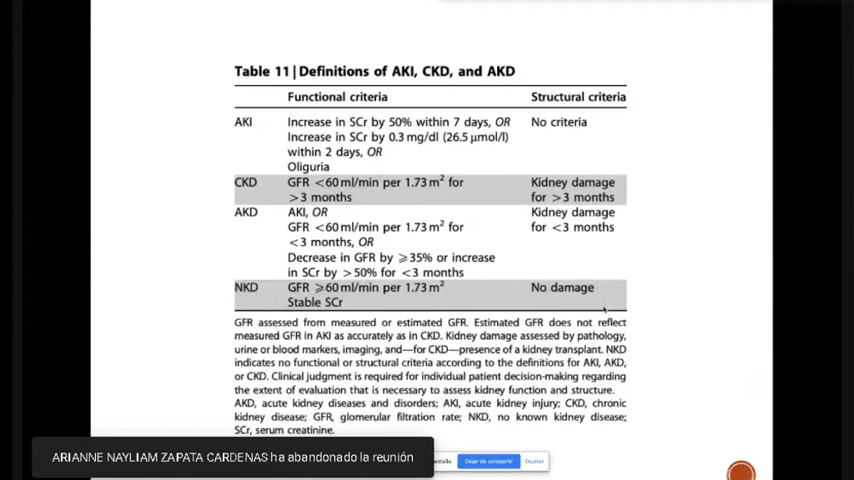 Table 11 | Definitions of AKI, CKD, and AKD
Functional criteria Structural criteria
AKI Increase in SCr by 50% within 7 days, OR No criteria
Increase in SCr by 0.3 mg/dl (26.5 μmol/l)
within 2 days, OR
Oliguria
CKD GFR <60 ml/min per 1.73 m² for Kidney damage
>3 months for >3 months
AKD AKI, OR Kidney damage
GFR <60 ml/min per 1.73 m² for for <3 months
<3 months, OR
Decrease in GFR by ⩾35% or increase
in SCr by >50% for <3 months
NKD GFR ⩾60 ml/min per 1.73 m² No damage
Stable SCr
GFR assessed from measured or estimated GFR. Estimated GFR does not reflect
measured GFR in AKI as accurately as in CKD. Kidney damage assessed by pathology,
urine or blood markers, imaging, and—for CKD—presence of a kidney transplant. NKD
indicates no functional or structural criteria according to the definitions for AKI, AKD,
or CKD. Clinical judgment is required for individual patient decision-making regarding
the extent of evaluation that is necessary to assess kidney function and structure.
AKD, acute kidney diseases and disorders; AKI, acute kidney injury; CKD, chronic
kidney disease; GFR, glomerular filtration rate; NKD, no known kidney disease;
SCr, serum creatinine.
ARIANNE NAYLIAM ZAPATA CARDENAS ha abandonado la reunión
Dejar de compartir Ocultar